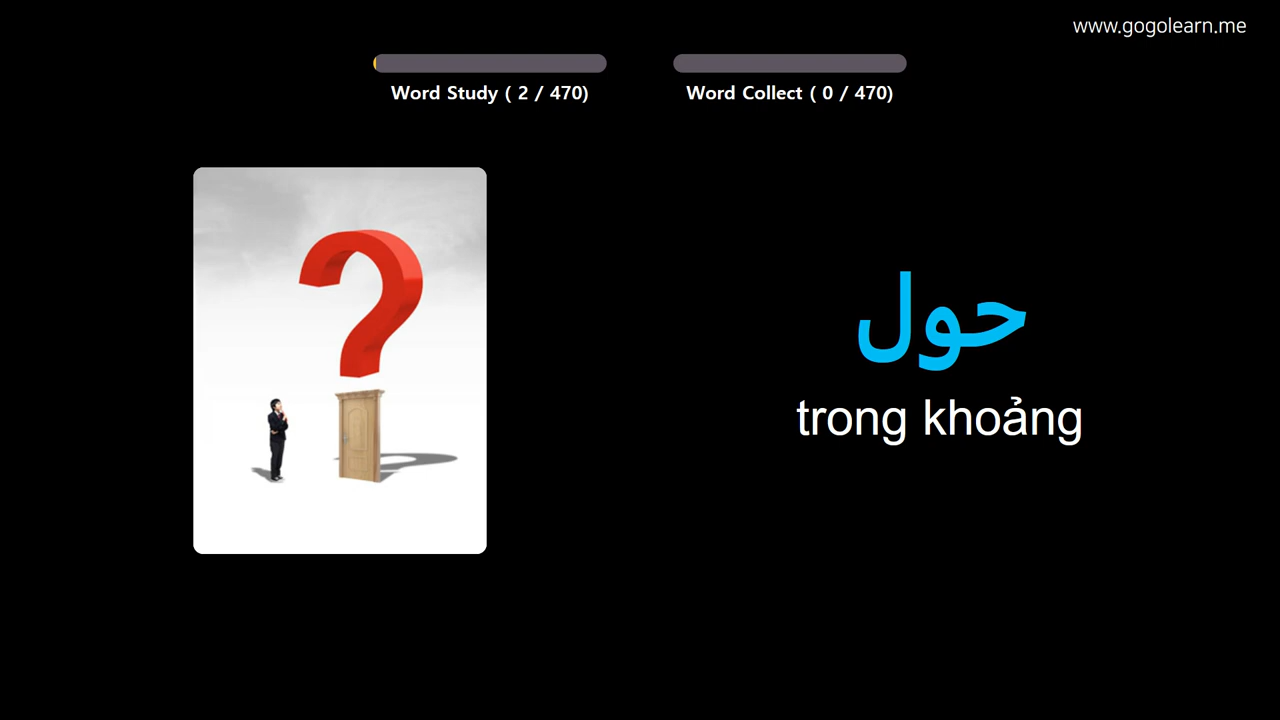 www.gogolearn.me
Word Study ( 2 / 470)
Word Collect ( 0 / 470)
حول
trong khoảng